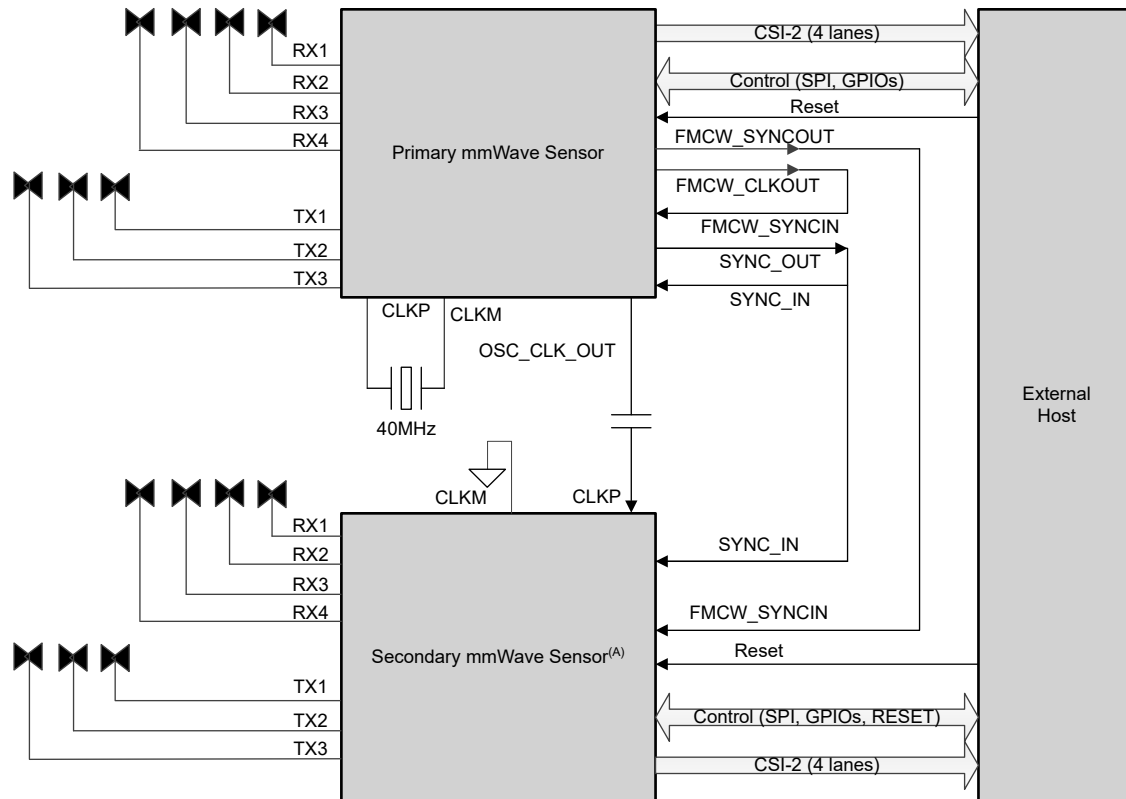 RX1
RX2
RX3
RX4
TX1
TX2
TX3
Primary mmWave Sensor
CSI-2 (4 lanes)
Control (SPI, GPIOs)
Reset
FMCW_SYNCOUT
FMCW_CLKOUT
FMCW_SYNCIN
SYNC_OUT
SYNC_IN
CLKP
CLKM
OSC_CLK_OUT
40MHz
External
Host
CLKM
CLKP
RX1
RX2
RX3
RX4
TX1
TX2
TX3
Secondary mmWave Sensor(A)
SYNC_IN
FMCW_SYNCIN
Reset
Control (SPI, GPIOs, RESET)
CSI-2 (4 lanes)